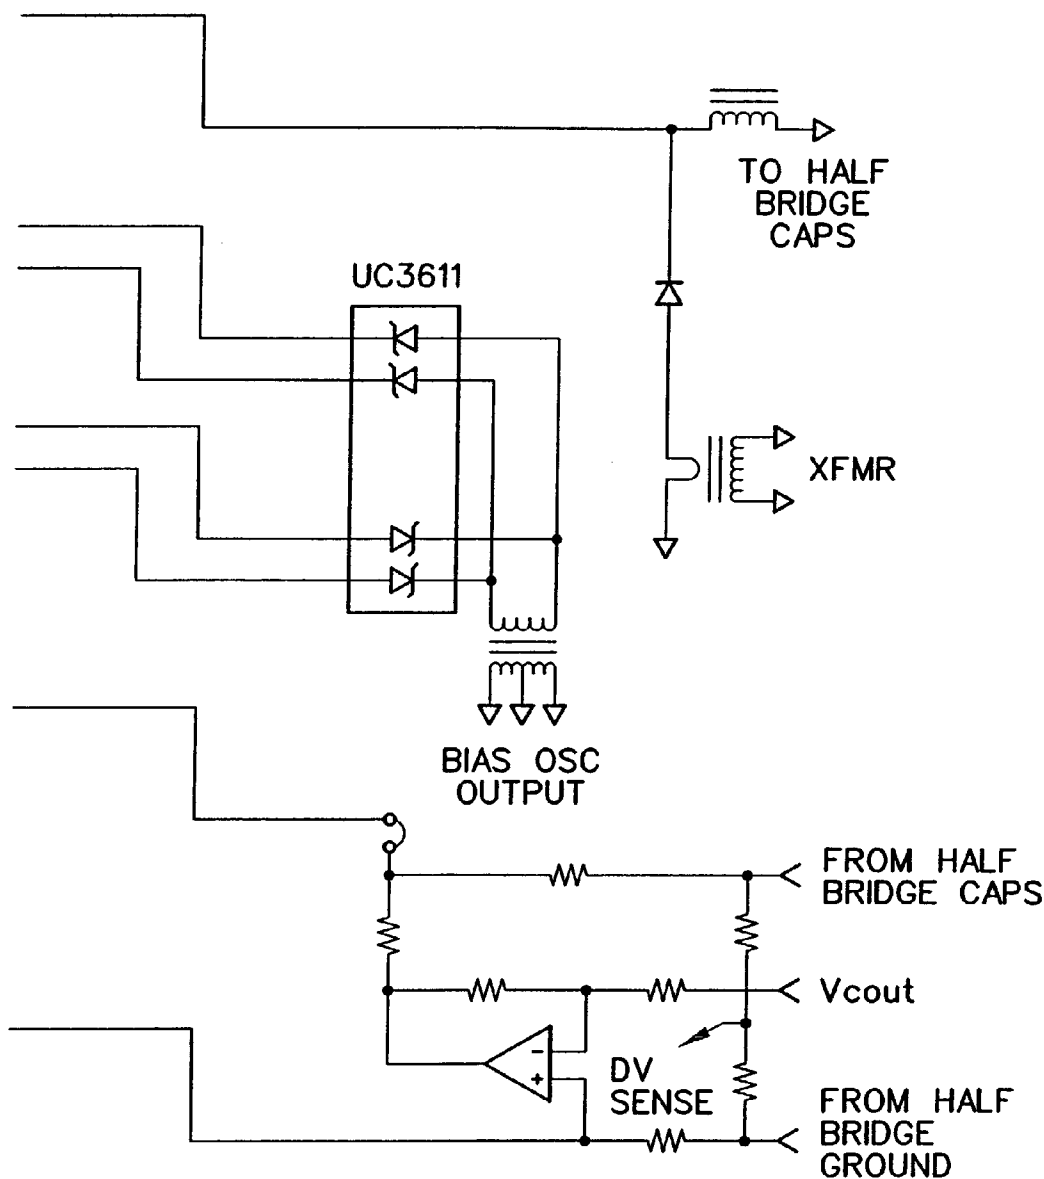 TO HALF
BRIDGE
CAPS
UC3611
XFMR
BIAS OSC
OUTPUT
FROM HALF
BRIDGE CAPS
Vcout
-
+
DV
SENSE
FROM HALF
BRIDGE
GROUND